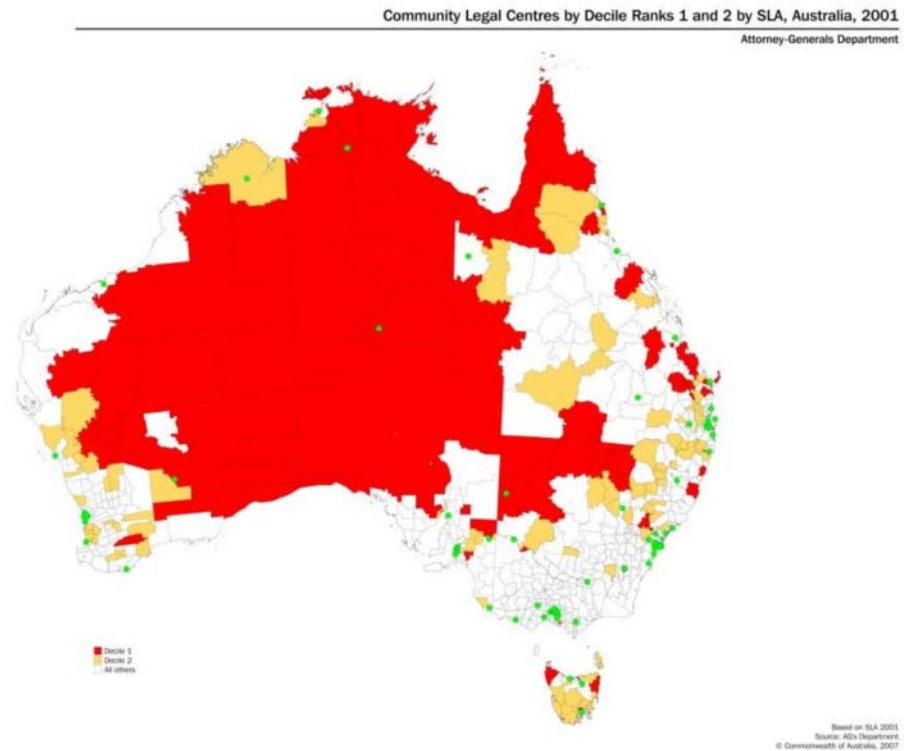 Community Legal Centres by Decile Ranks 1 and 2 by SLA, Australia, 2001
Attorney-Generals Department
Decile 1
Decile 2
All others
Based on SLA 2001
Source: AGs Department
© Commonwealth of Australia, 2007